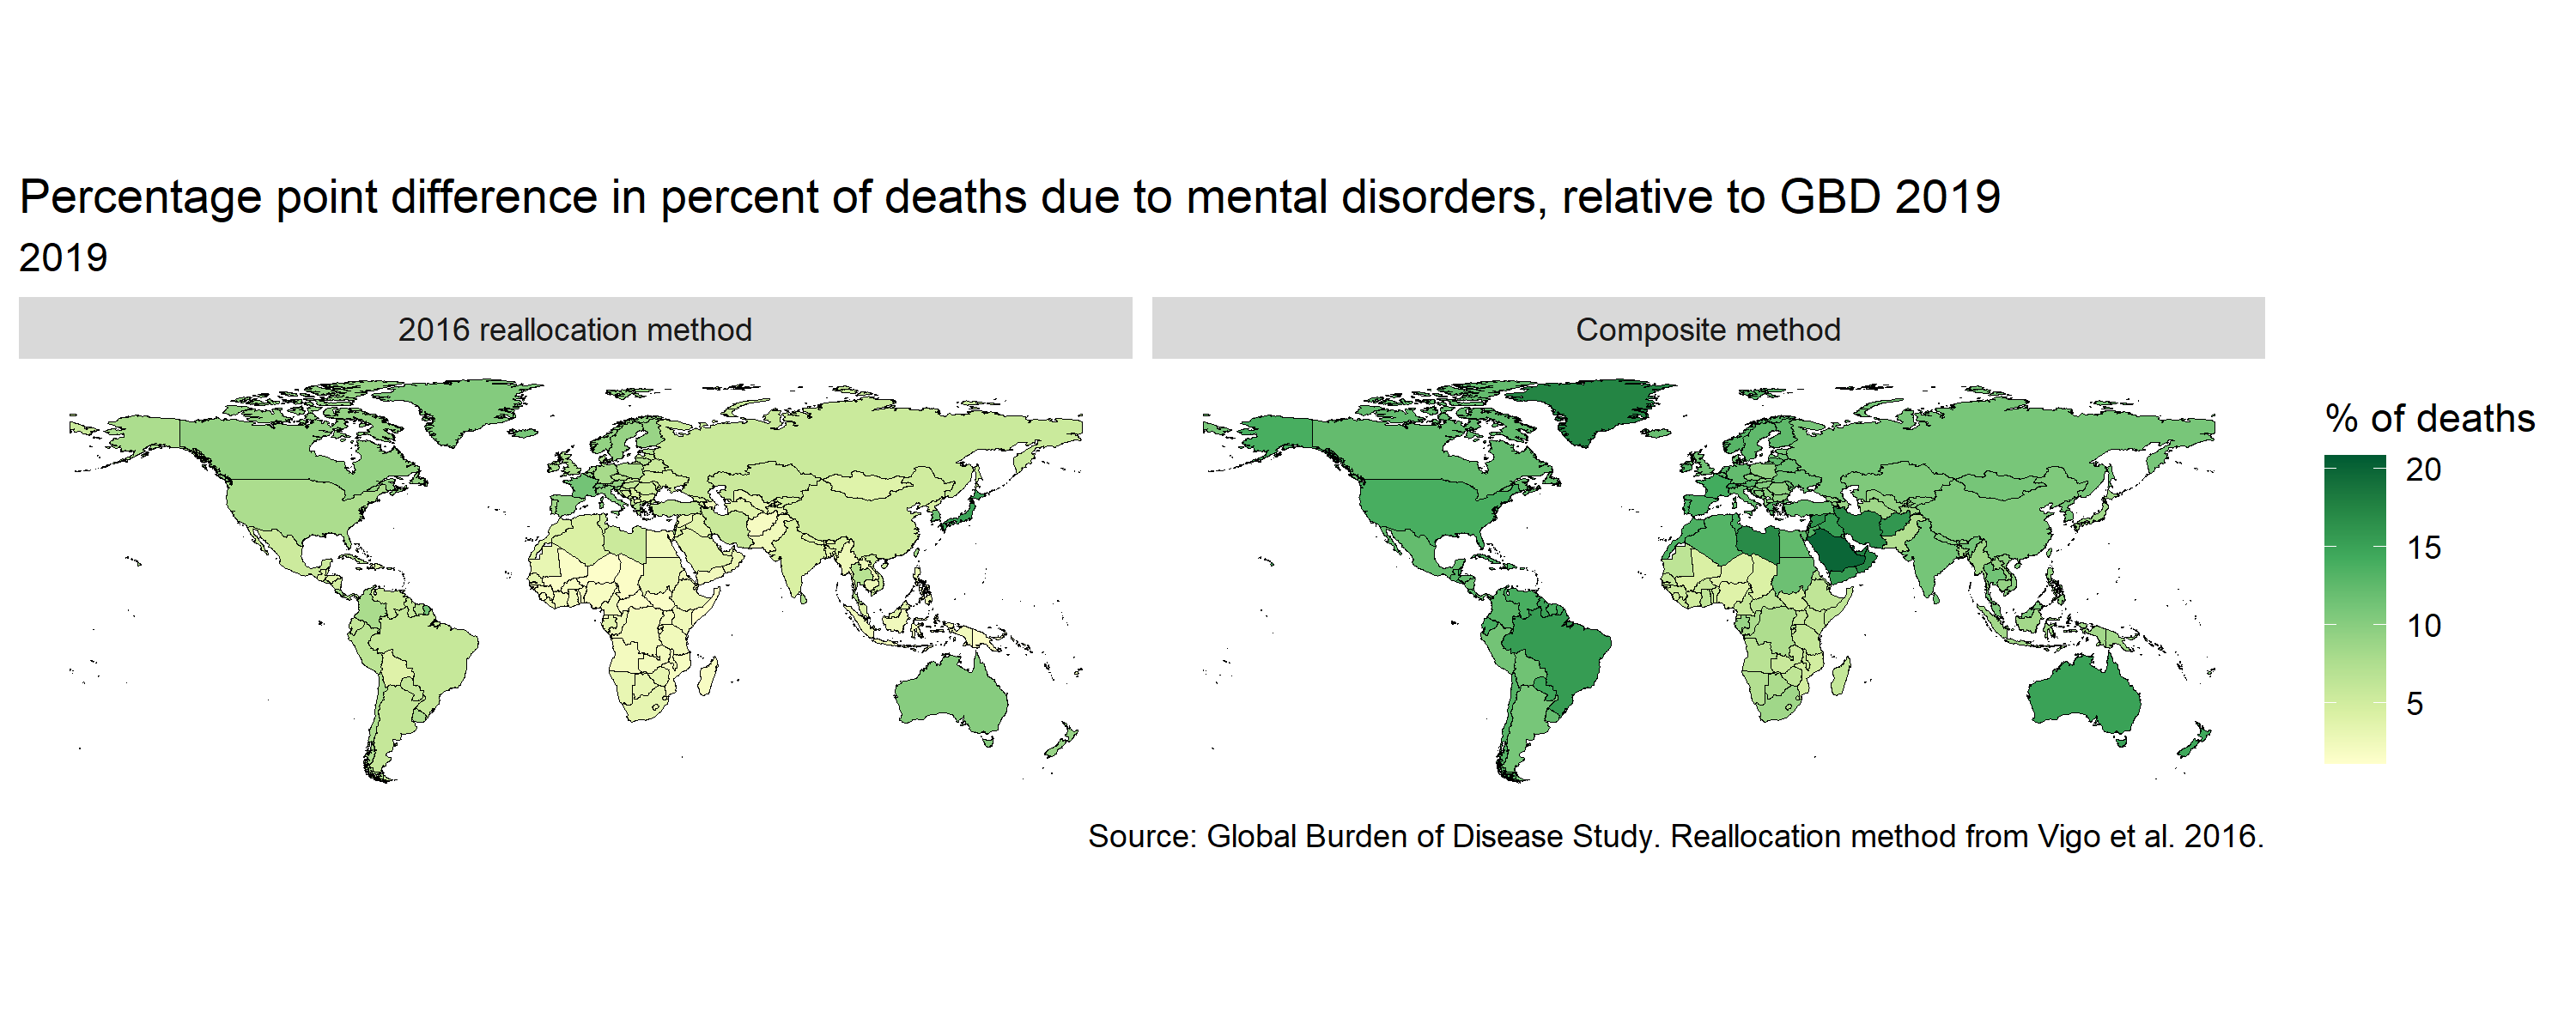 Percentage point difference in percent of deaths due to mental disorders, relative to GBD 2019
2019
2016 reallocation method
Composite method
% of deaths
20
15
10
5
Source: Global Burden of Disease Study. Reallocation method from Vigo et al. 2016.